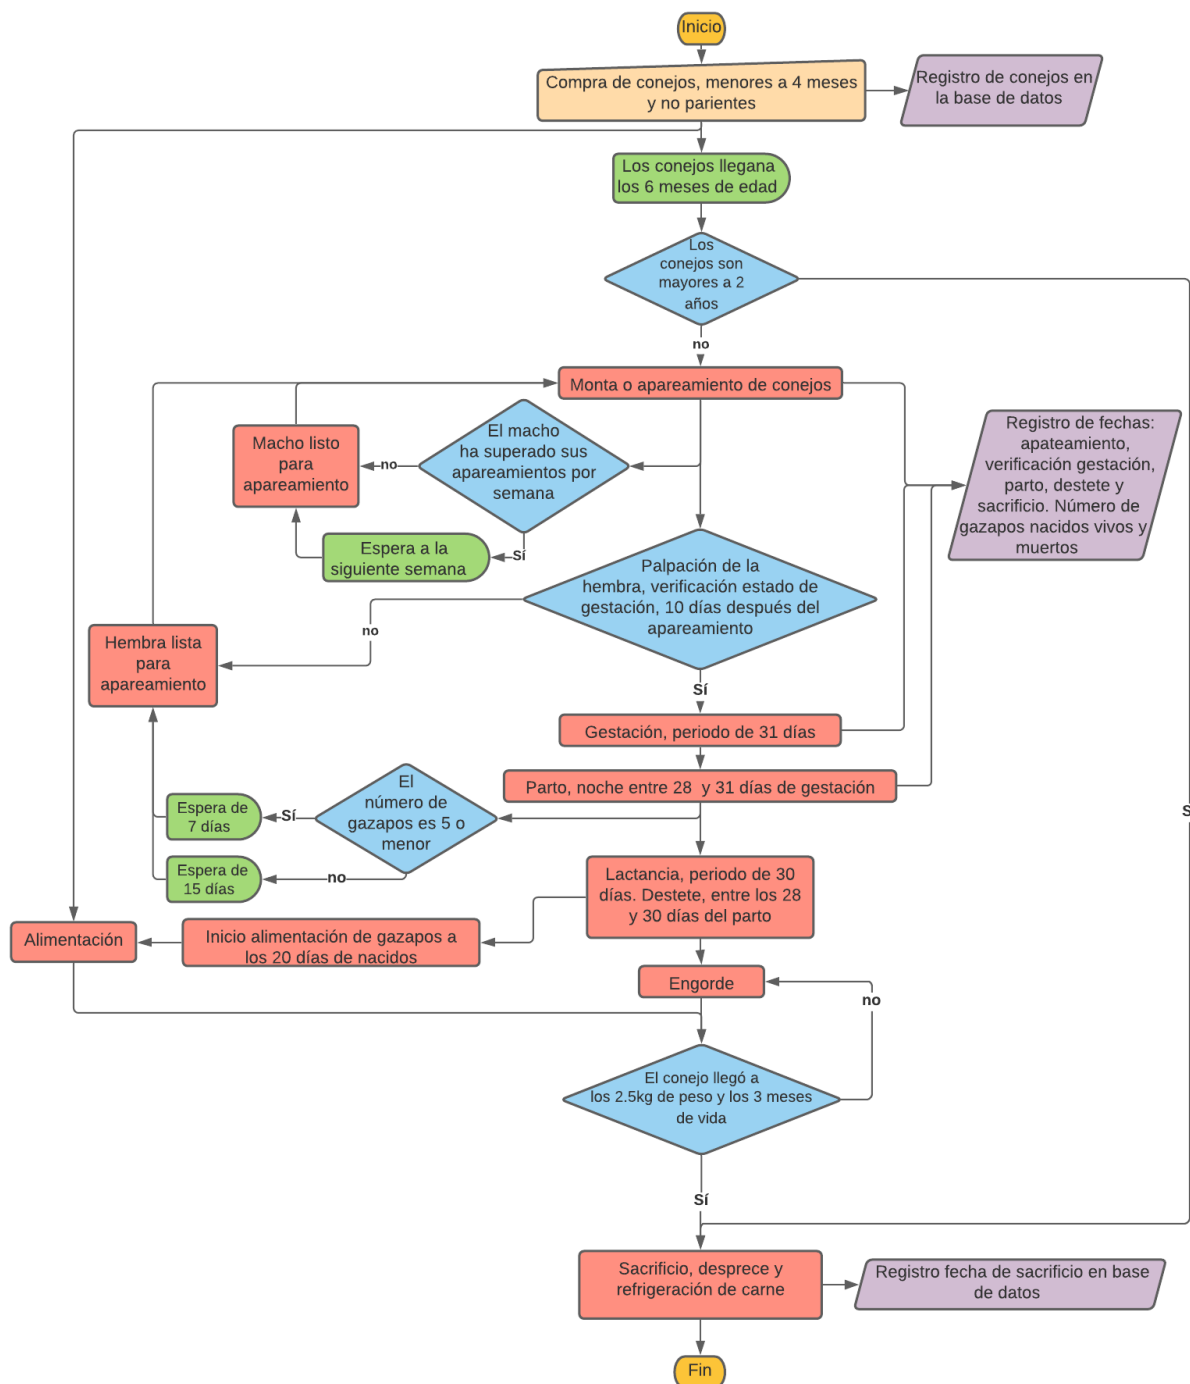 Inicio
Compra de conejos, menores a 4 meses
y no parientes
Registro de conejos en
la base de datos
Los conejos llegana
los 6 meses de edad
Los
conejos son
mayores a 2
años
no
Monta o apareamiento de conejos
El macho
ha superado sus
apareamientos por
semana
no
Macho listo
para
apareamiento
Sí
Espera a la
siguiente semana
Registro de fechas:
apateamiento,
verificación gestación,
parto, destete y
sacrificio. Número de
gazapos nacidos vivos y
muertos
Palpación de la
hembra, verificación estado de
gestación, 10 días después del
apareamiento
no
Hembra lista
para
apareamiento
Sí
Gestación, periodo de 31 días
Parto, noche entre 28 y 31 días de gestación
El
número de
gazapos es 5 o
menor
Sí
Espera de
7 días
no
Espera de
15 días
S
Lactancia, periodo de 30
días. Destete, entre los 28
y 30 días del parto
Inicio alimentación de gazapos a
los 20 días de nacidos
Alimentación
Engorde
no
El conejo llegó a
los 2.5kg de peso y los 3 meses
de vida
Sí
Sacrificio, desprece y
refrigeración de carne
Registro fecha de sacrificio en base
de datos
Fin